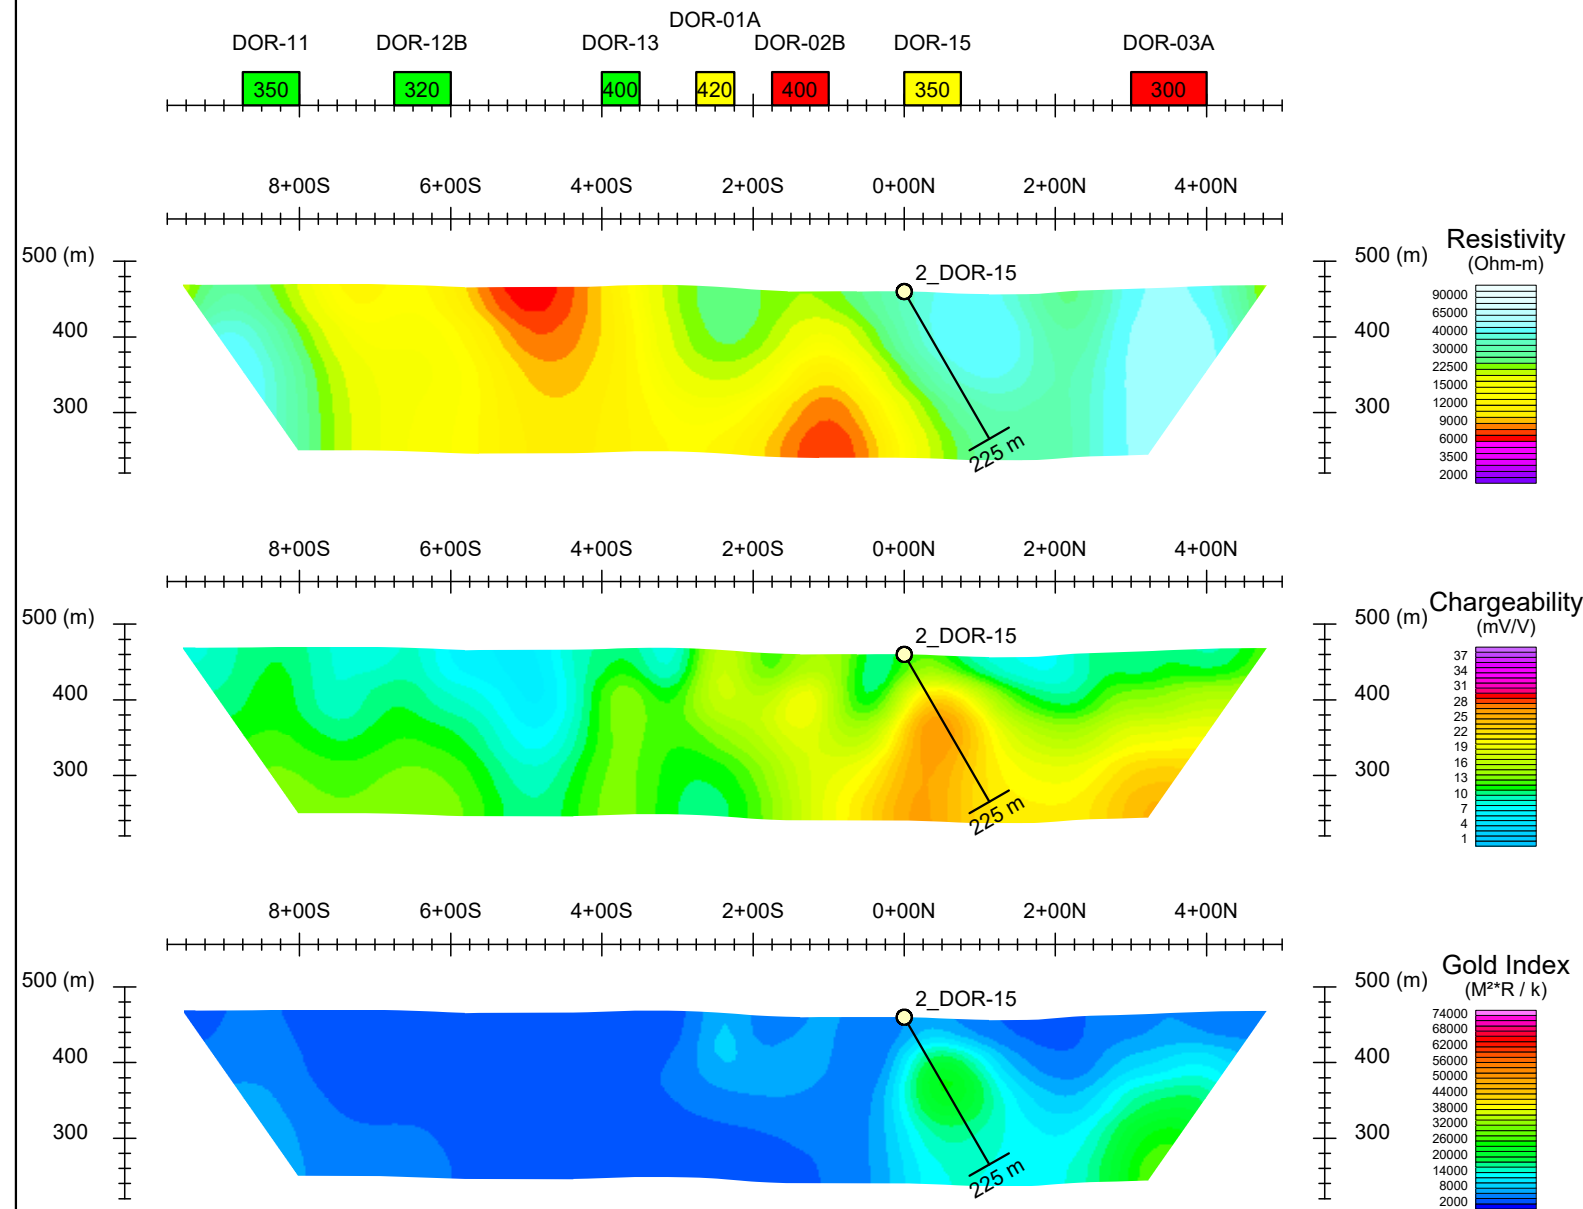 DOR-01A
DOR-11 DOR-12B DOR-13 DOR-02B DOR-15 DOR-03A
350 320 400 420 400 350 300
8+00S 6+00S 4+00S 2+00S 0+00N 2+00N 4+00N
Resistivity
(Ohm-m)
500 (m) 500 (m)
2_DOR-15
400 400
300 300
225 m
90000
65000
40000
30000
22500
15000
12000
9000
6000
3500
2000
8+00S 6+00S 4+00S 2+00S 0+00N 2+00N 4+00N
Chargeability
(mV/V)
500 (m) 500 (m)
2_DOR-15
400 400
300 300
225 m
37
34
31
28
25
22
19
16
13
10
7
4
1
8+00S 6+00S 4+00S 2+00S 0+00N 2+00N 4+00N
Gold Index
(M²*R / k)
500 (m) 500 (m)
2_DOR-15
400 400
300 300
225 m
74000
68000
62000
56000
50000
44000
38000
32000
26000
20000
14000
8000
2000